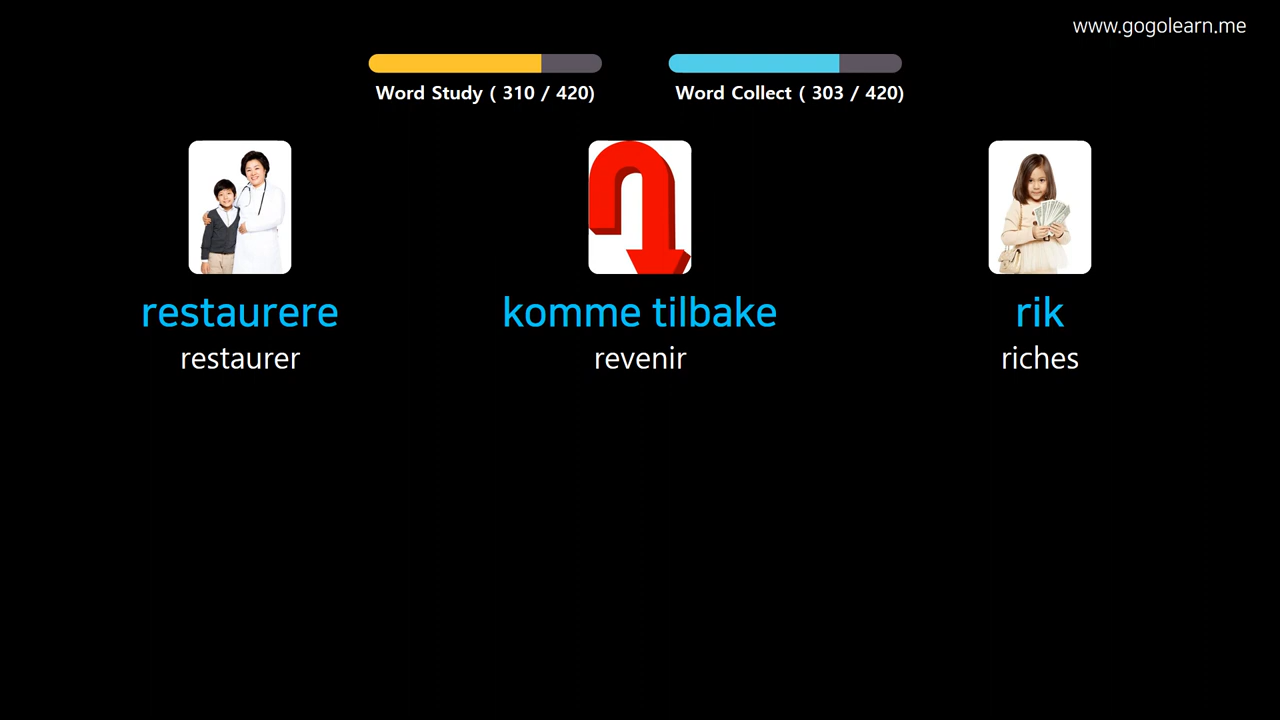 www.gogolearn.me
Word Study ( 310 / 420)
Word Collect ( 303 / 420)
restaurere
restaurer
komme tilbake
revenir
rik
riches